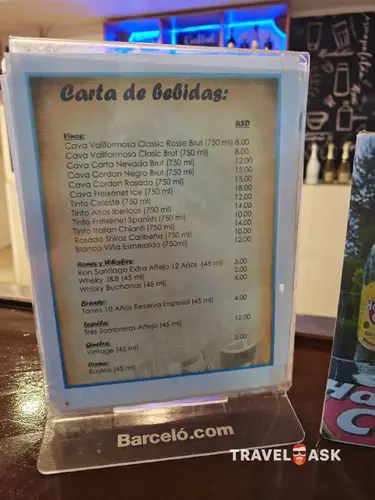 Carta de bebidas:
USD
Vinos:
Cava Vallformosa Classic Rosse Brut (750 ml) 8.00
Cava Vallformosa Clasic Brut (750 ml) 8.00
Cava Carta Nevada Brut (750 ml) 12.00
Cava Cordon Negro Brut (750 ml) 15.00
Cava Cordon Rosado (750 ml) 15.00
Cava Freixenet Ice (750 ml) 18.00
Tinto Celeste (750 ml) 12.00
Tinto Altos Ibericos (750 ml) 14.00
Tinto Freixenet Spanish (750 ml) 10.00
Tinto Italian Chianti (750 ml) 14.00
Rosado Shiraz Caribeña (750 ml) 10.00
Blanco Viña Esmeralda (750ml) 12.00
Rones y Whiskies:
Ron Santiago Extra Añejo 12 Años (45 ml) 3.00
Whisky J&B (45 ml) 2.00
Whisky Buchanas (45 ml) 4.00
Brandy:
Torres 10 Años Reserva Imperial (45 ml) 4.00
Tequila:
Tres Sombreros Añejo (45 ml) 12.00
Ginebra:
Vintage (45 ml)
Crema:
(45 ml)
Barceló.com
TRAVEL ASK